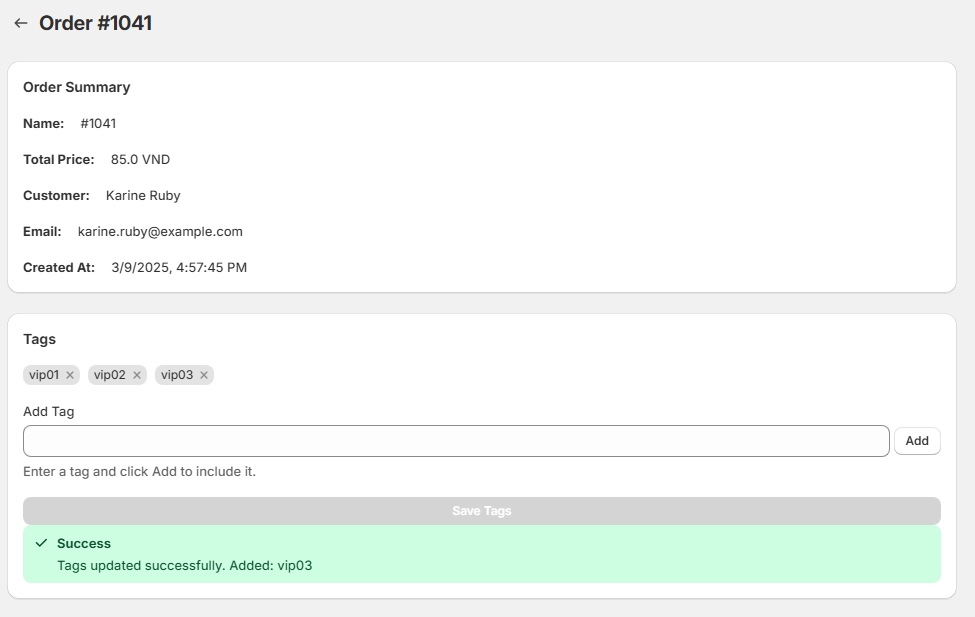 Order #1041
Order Summary
Name: #1041
Total Price: 85.0 VND
Customer: Karine Ruby
Email: karine.ruby@example.com
Created At: 3/9/2025, 4:57:45 PM
Tags
vip01 vip02 vip03
Add Tag
Add
Enter a tag and click Add to include it.
Save Tags
Success
Tags updated successfully. Added: vip03